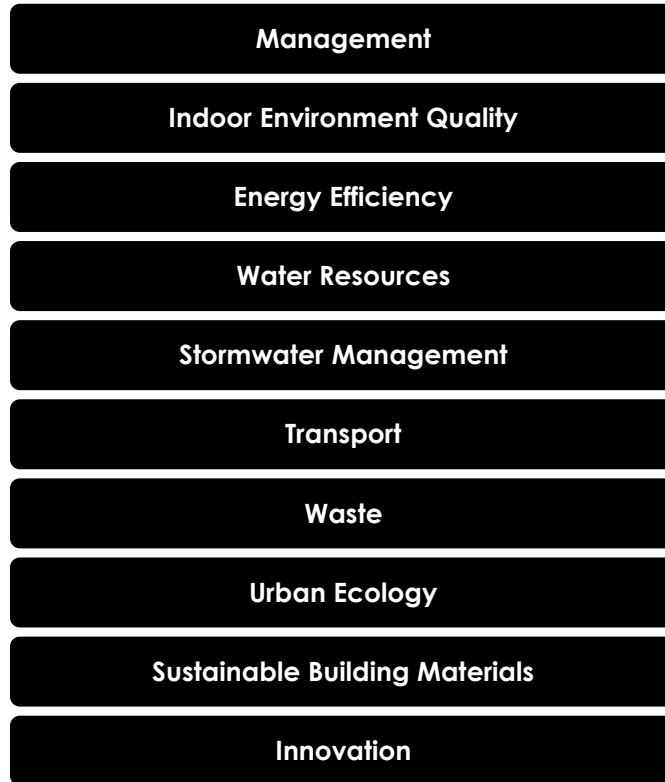 Management
Indoor Environment Quality
Energy Efficiency
Water Resources
Stormwater Management
Transport
Waste
Urban Ecology
Sustainable Building Materials
Innovation